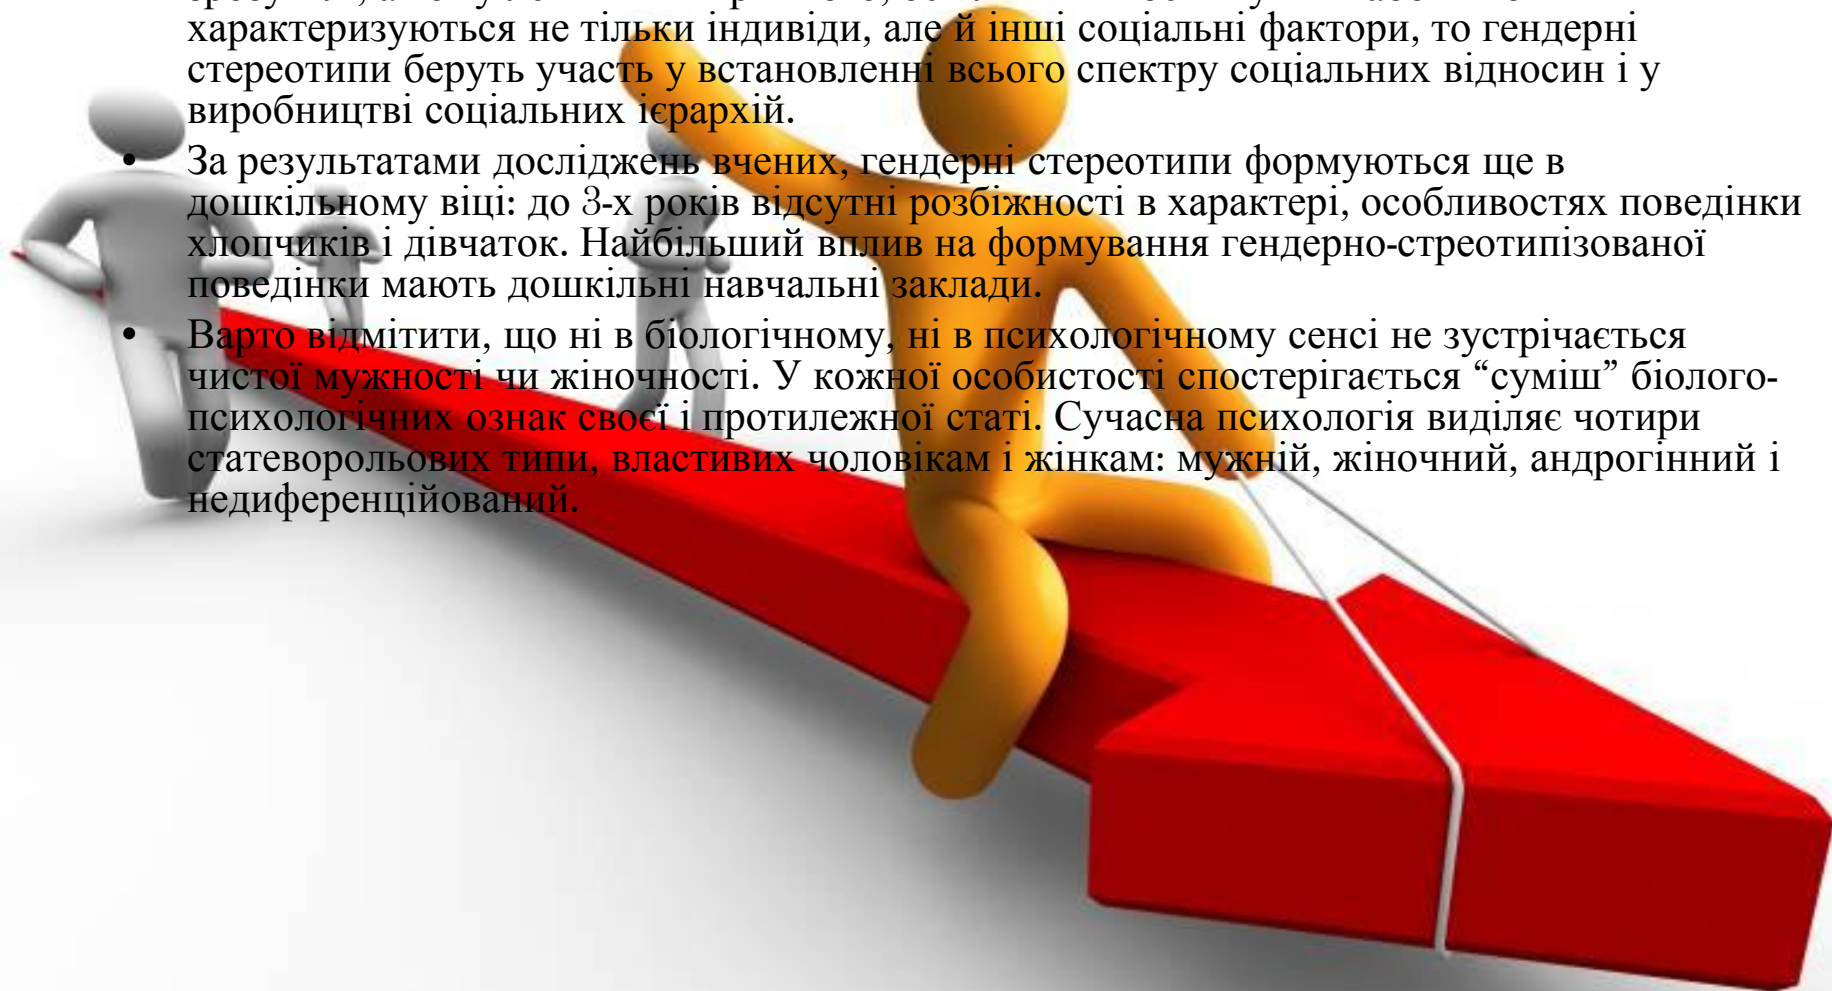 характеризуються не тільки індивіди, але й інші соціальні фактори, то гендерні
стереотипи беруть участь у встановленні всього спектру соціальних відносин і у
виробництві соціальних ієрархій.
• За результатами досліджень вчених, гендерні стереотипи формуються ще в
дошкільному віці: до 3-х років відсутні розбіжності в характері, особливостях поведінки
хлопчиків і дівчаток. Найбільший вплив на формування гендерно-стреотипізованої
поведінки мають дошкільні навчальні заклади.
• Варто відмітити, що ні в біологічному, ні в психологічному сенсі не зустрічається
чистої мужності чи жіночності. У кожної особистості спостерігається “суміш” біолого-
психологічних ознак своєї і протилежної статі. Сучасна психологія виділяє чотири
статеворольових типи, властивих чоловікам і жінкам: мужній, жіночний, андрогінний і
недиференційований.